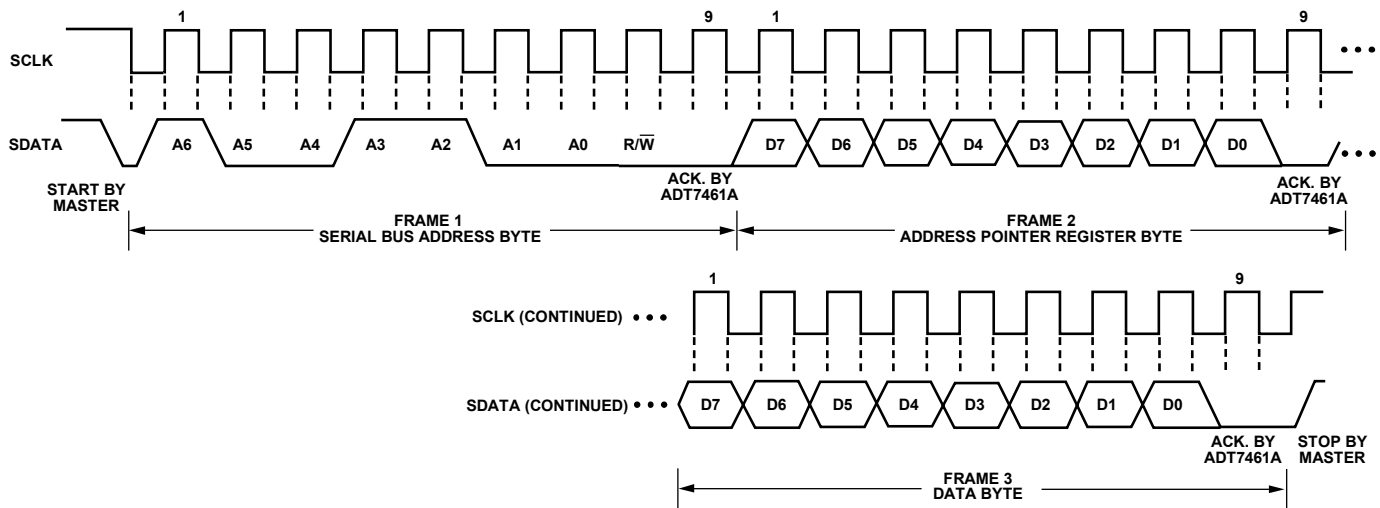 1 9 1 9
SCLK
SDATA A6 A5 A4 A3 A2 A1 A0 R/W̅ D7 D6 D5 D4 D3 D2 D1 D0
START BY
MASTER
ACK. BY
ADT7461A
ACK. BY
ADT7461A
FRAME 1
SERIAL BUS ADDRESS BYTE
FRAME 2
ADDRESS POINTER REGISTER BYTE
1 9
SCLK (CONTINUED)
SDATA (CONTINUED) D7 D6 D5 D4 D3 D2 D1 D0
ACK. BY
ADT7461A
STOP BY
MASTER
FRAME 3
DATA BYTE